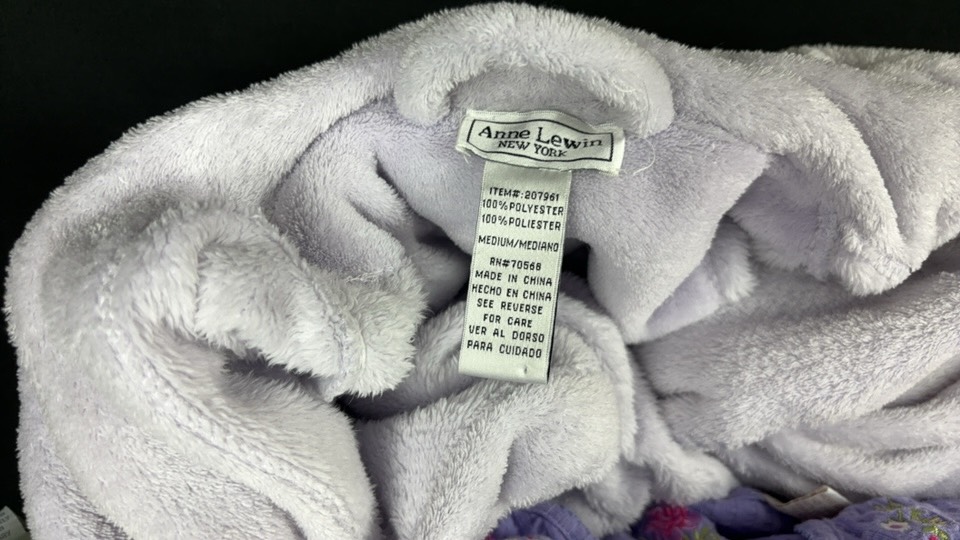 Anne Lewin
NEW YORK
ITEM#:207961
100%POLYESTER
100%POLIESTER
MEDIUM/MEDIANO
RN#70566
MADE IN CHINA
HECHO EN CHINA
SEE REVERSE
FOR CARE
VER AL DORSO
PARA CUIDADO